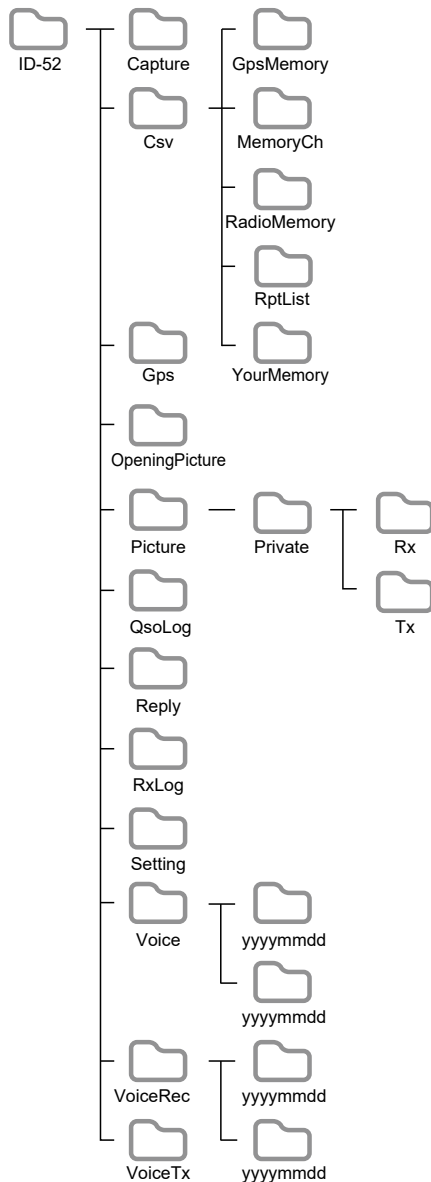 ID-52
Capture
GpsMemory
Csv
MemoryCh
RadioMemory
RptList
Gps
YourMemory
OpeningPicture
Picture
Private
Rx
QsoLog
Tx
Reply
RxLog
Setting
Voice
yyyymmdd
yyyymmdd
VoiceRec
yyyymmdd
VoiceTx
yyyymmdd